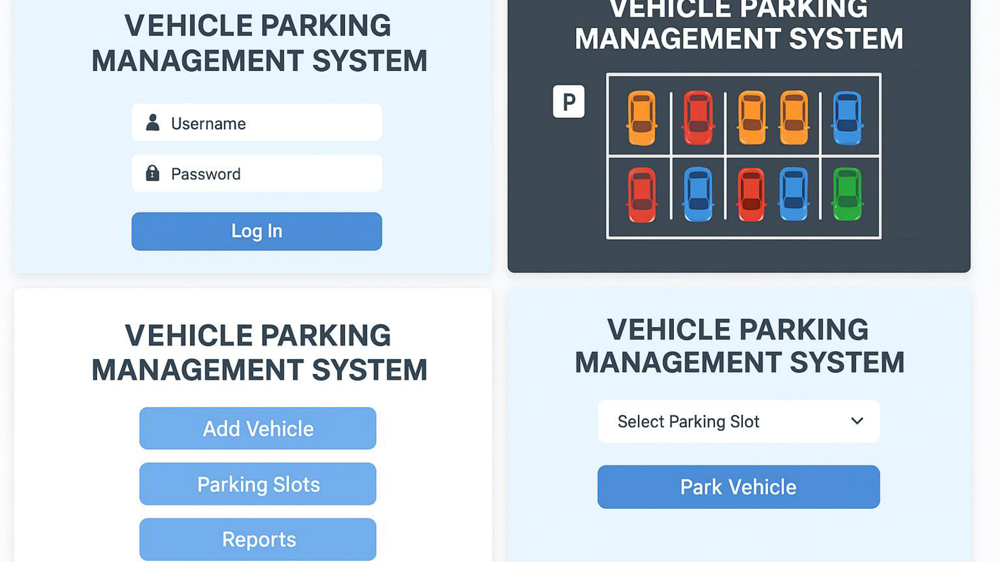 VEHICLE PARKING
MANAGEMENT SYSTEM
Username
Password
Log In
VEHICLE PARKING
MANAGEMENT SYSTEM
P
VEHICLE PARKING
MANAGEMENT SYSTEM
Add Vehicle
Parking Slots
Reports
VEHICLE PARKING
MANAGEMENT SYSTEM
Select Parking Slot
Park Vehicle